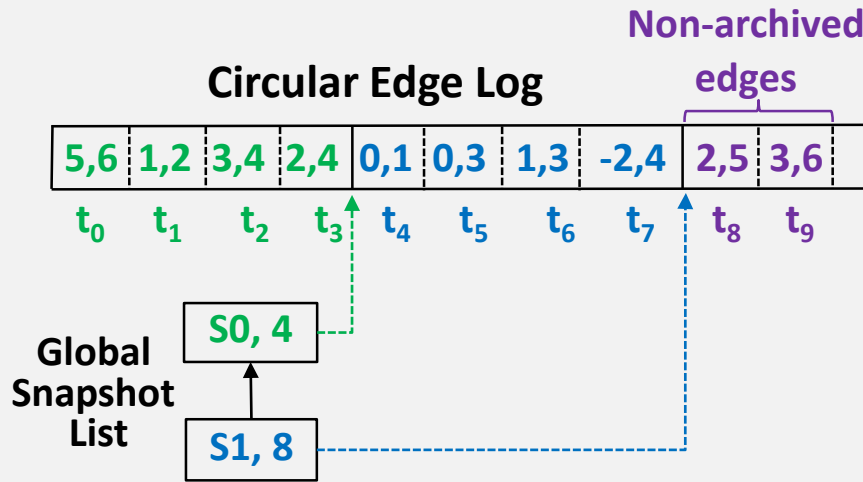 Non-archived
edges
Circular Edge Log
5,6 1,2 3,4 2,4 0,1 0,3 1,3 -2,4 2,5 3,6
t₀ t₁ t₂ t₃ t₄ t₅ t₆ t₇ t₈ t₉
S0, 4
Global
Snapshot
List
S1, 8